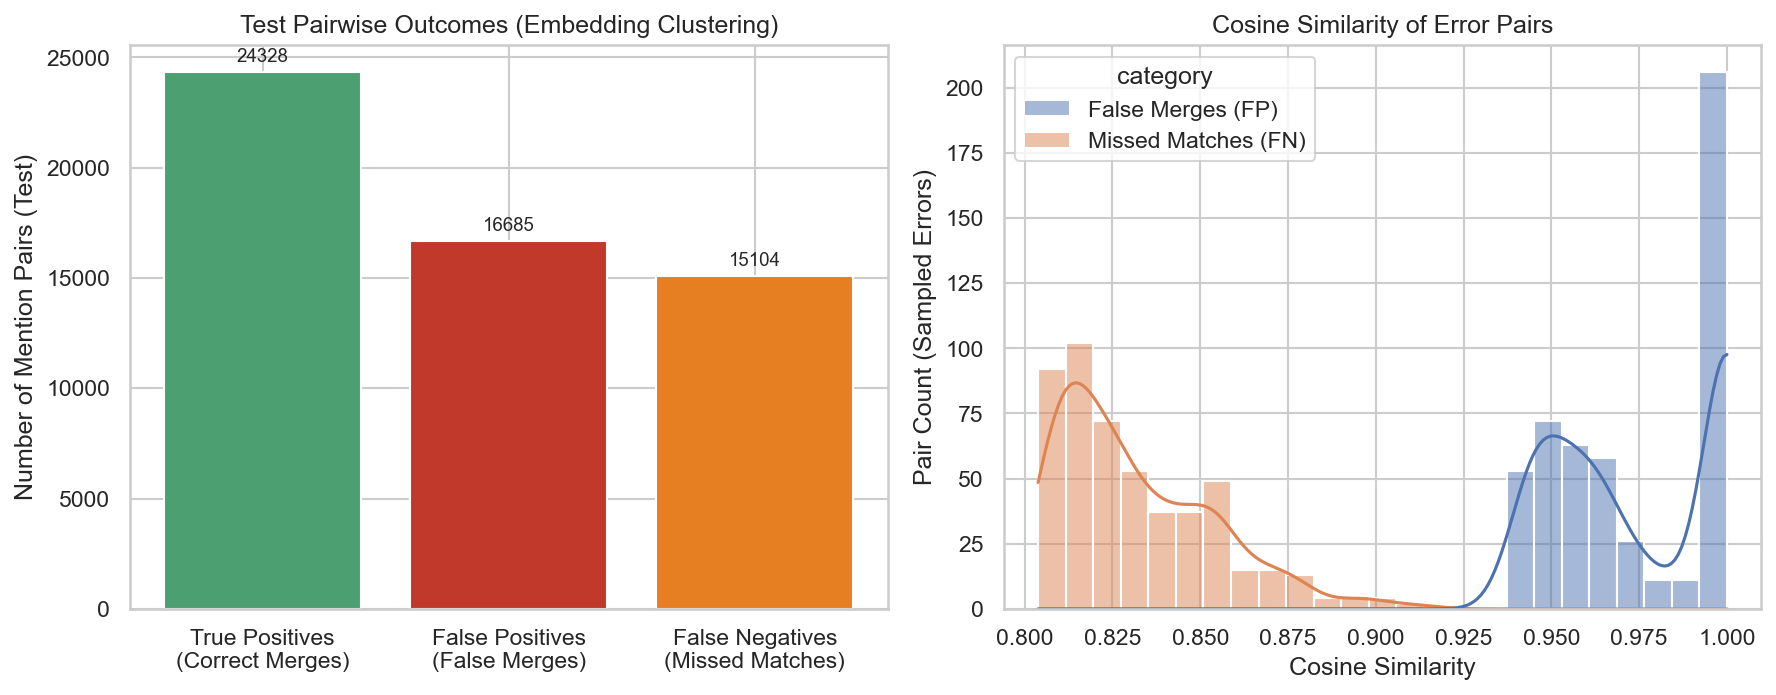 Test Pairwise Outcomes (Embedding Clustering)
Number of Mention Pairs (Test)
25000
20000
15000
10000
5000
0
24328
16685
15104
True Positives
(Correct Merges)
False Positives
(False Merges)
False Negatives
(Missed Matches)
Cosine Similarity of Error Pairs
category
False Merges (FP)
Missed Matches (FN)
Pair Count (Sampled Errors)
200
175
150
125
100
75
50
25
0
0.800 0.825 0.850 0.875 0.900 0.925 0.950 0.975 1.000
Cosine Similarity